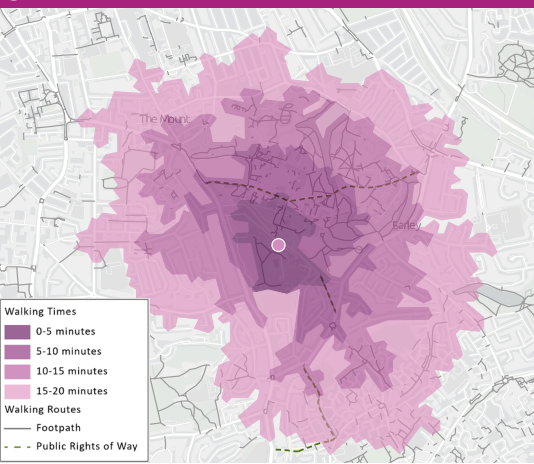 The Mount
Earley
Walking Times
0-5 minutes
5-10 minutes
10-15 minutes
15-20 minutes
Walking Routes
Footpath
Public Rights of Way